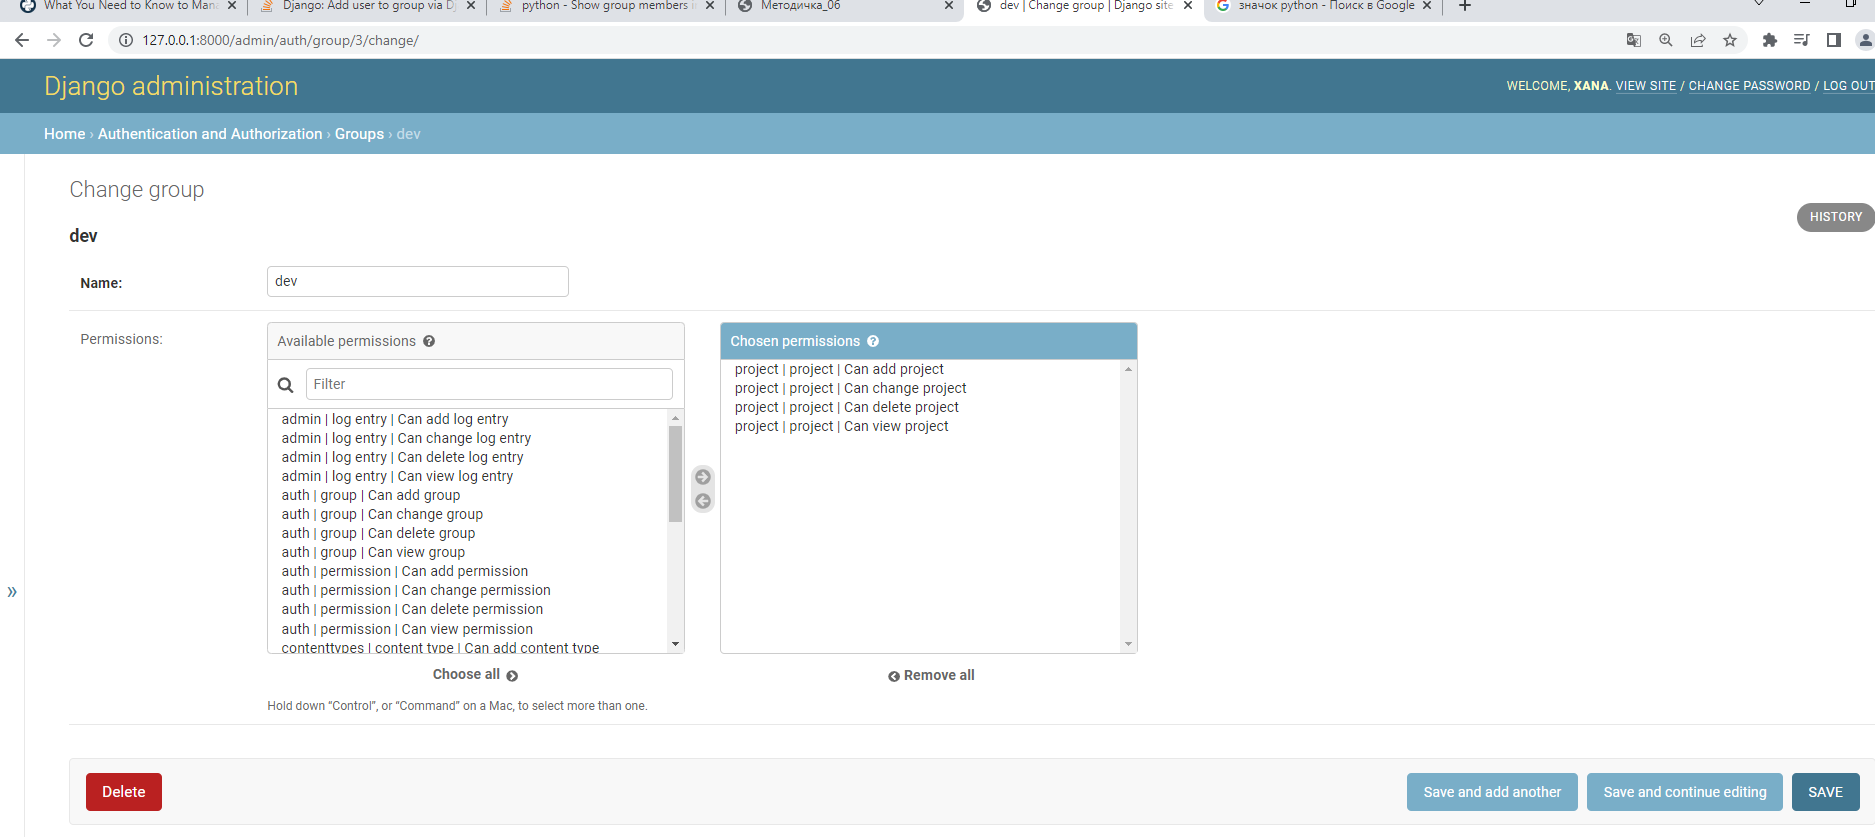 What You Need to Know to Mana
Django: Add user to group via Dj
python - Show group members i
Методичка_06
dev | Change group | Django site
значок python - Поиск в Google
127.0.0.1:8000/admin/auth/group/3/change/
Django administration
WELCOME, XANA. VIEW SITE / CHANGE PASSWORD / LOG OUT
Home › Authentication and Authorization › Groups › dev
Change group
HISTORY
dev
Name:
dev
Permissions:
Available permissions ?
Filter
admin | log entry | Can add log entry
admin | log entry | Can change log entry
admin | log entry | Can delete log entry
admin | log entry | Can view log entry
auth | group | Can add group
auth | group | Can change group
auth | group | Can delete group
auth | group | Can view group
auth | permission | Can add permission
auth | permission | Can change permission
auth | permission | Can delete permission
auth | permission | Can view permission
contenttypes | content type | Can add content type
Choose all
Hold down “Control”, or “Command” on a Mac, to select more than one.
Chosen permissions ?
project | project | Can add project
project | project | Can change project
project | project | Can delete project
project | project | Can view project
Remove all
»
Delete
Save and add another
Save and continue editing
SAVE